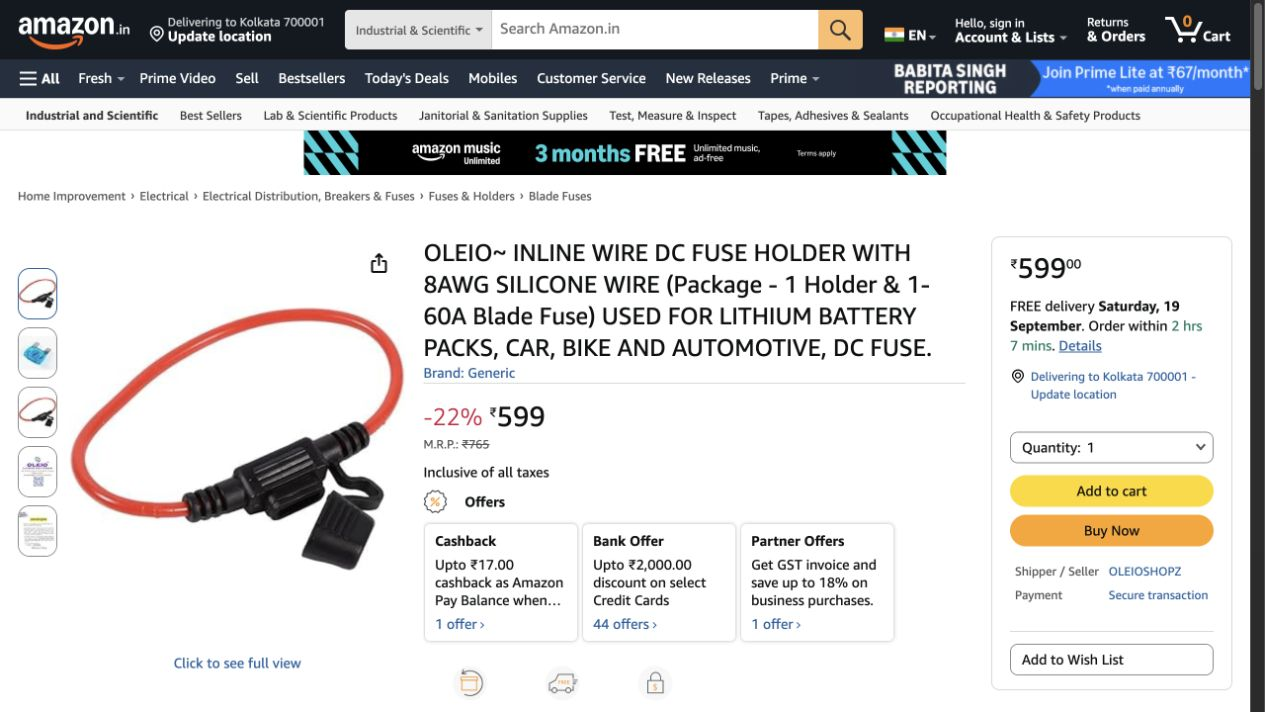 amazon.in
Delivering to Kolkata 700001
Update location
Industrial & Scientific
Search Amazon.in
EN
Hello, sign in
Account & Lists
Returns
& Orders
0
Cart
All
Fresh
Prime Video
Sell
Bestsellers
Today's Deals
Mobiles
Customer Service
New Releases
Prime
BABITA SINGH
REPORTING
Join Prime Lite at ₹67/month*
*when paid annually
Industrial and Scientific
Best Sellers
Lab & Scientific Products
Janitorial & Sanitation Supplies
Test, Measure & Inspect
Tapes, Adhesives & Sealants
Occupational Health & Safety Products
amazon music
Unlimited
3 months FREE
Unlimited music,
ad-free
Terms apply
Home Improvement › Electrical › Electrical Distribution, Breakers & Fuses › Fuses & Holders › Blade Fuses
OLEIO~ INLINE WIRE DC FUSE HOLDER WITH
8AWG SILICONE WIRE (Package - 1 Holder & 1-
60A Blade Fuse) USED FOR LITHIUM BATTERY
PACKS, CAR, BIKE AND AUTOMOTIVE, DC FUSE.
Brand: Generic
-22% ₹599
M.R.P.: ₹765
Inclusive of all taxes
Offers
Cashback
Upto ₹17.00
cashback as Amazon
Pay Balance when…
1 offer ›
Bank Offer
Upto ₹2,000.00
discount on select
Credit Cards
44 offers ›
Partner Offers
Get GST invoice and
save up to 18% on
business purchases.
1 offer ›
OLEIO
Click to see full view
FREE
₹59900
FREE delivery Saturday, 19
September. Order within 2 hrs
7 mins. Details
Delivering to Kolkata 700001 -
Update location
Quantity: 1
Add to cart
Buy Now
Shipper / Seller OLEIOSHOPZ
Payment Secure transaction
Add to Wish List